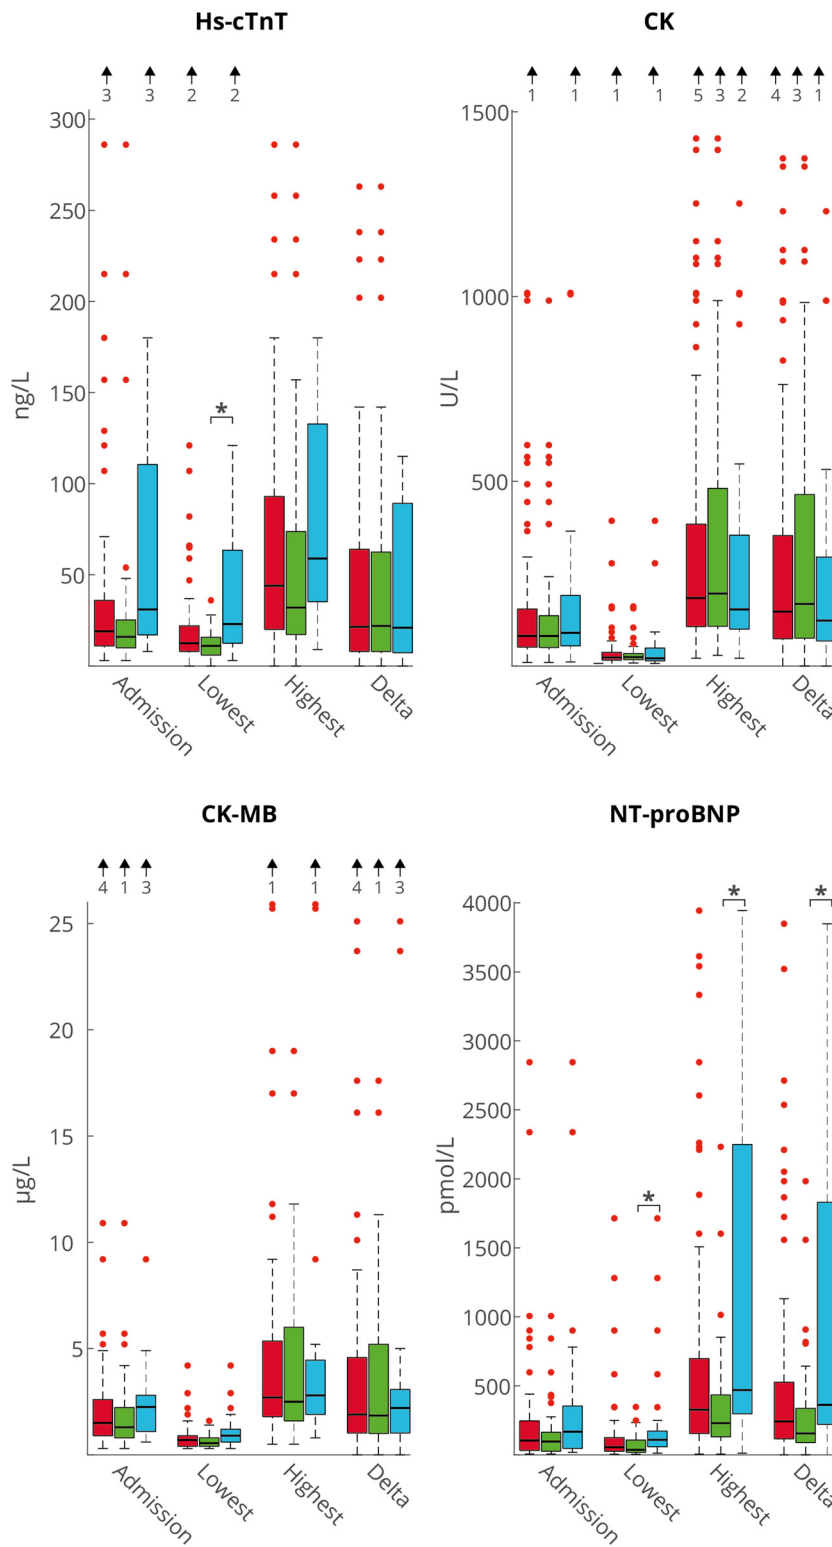 Hs-cTnT
CK
3 3 2 2
1 1 1 1 5 3 2 4 3 1
300
250
200
150
100
50
ng/L
*
1500
1000
500
U/L
Admission
Lowest
Highest
Delta
Admission
Lowest
Highest
Delta
CK-MB
NT-proBNP
4 1 3 1 1 4 1 3
25
20
15
10
5
µg/L
* *
4000
3500
3000
2500
2000
1500
1000
500
pmol/L
*
Admission
Lowest
Highest
Delta
Admission
Lowest
Highest
Delta